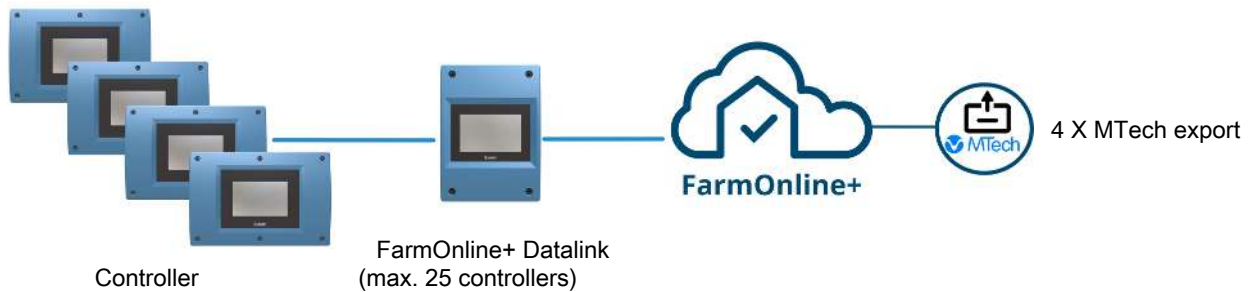 MTech
4 X MTech export
FarmOnline+
FarmOnline+ Datalink
(max. 25 controllers)
Controller